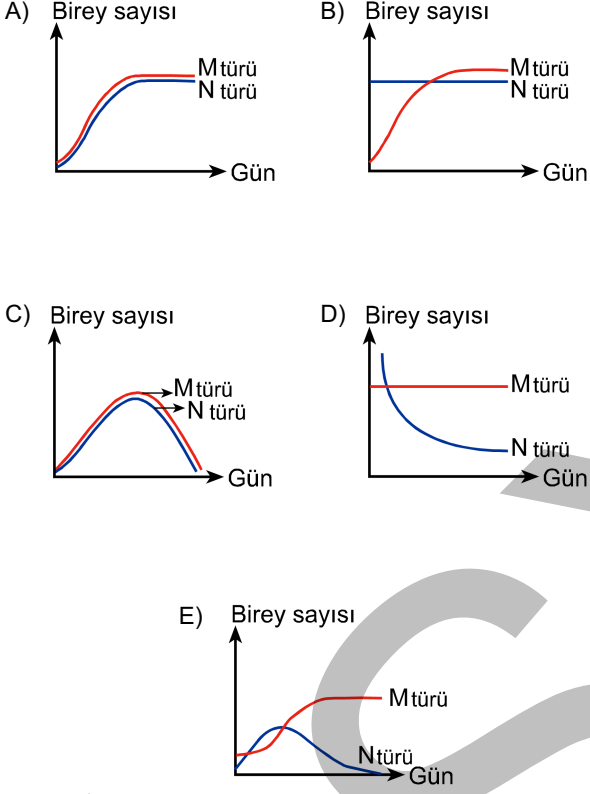 A) Birey sayısı
M türü
N türü
Gün
B) Birey sayısı
M türü
N türü
Gün
C) Birey sayısı
M türü
N türü
Gün
D) Birey sayısı
M türü
N türü
Gün
E) Birey sayısı
M türü
N türü
Gün